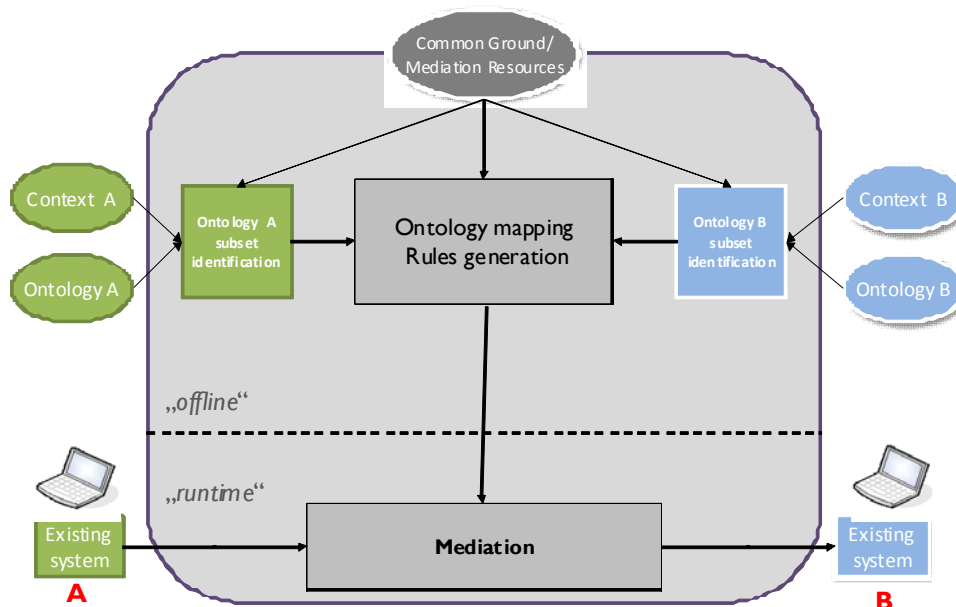 Common Ground/
Mediation Resources
Context A
Ontology A
Ontology A
subset
identification
Ontology mapping
Rules generation
Ontology B
subset
identification
Context B
Ontology B
„offline“
„runtime“
Existing
system
A
Mediation
Existing
system
B